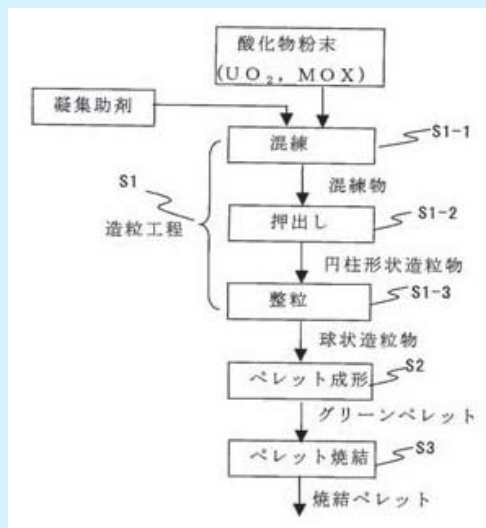 酸化物粉末
(UO₂, MOX)
凝集助剤
混練
S1-1
混練物
S1
造粒工程
押出し
S1-2
円柱形状造粒物
整粒
S1-3
球状造粒物
ペレット成形
S2
グリーンペレット
ペレット焼結
S3
焼結ペレット